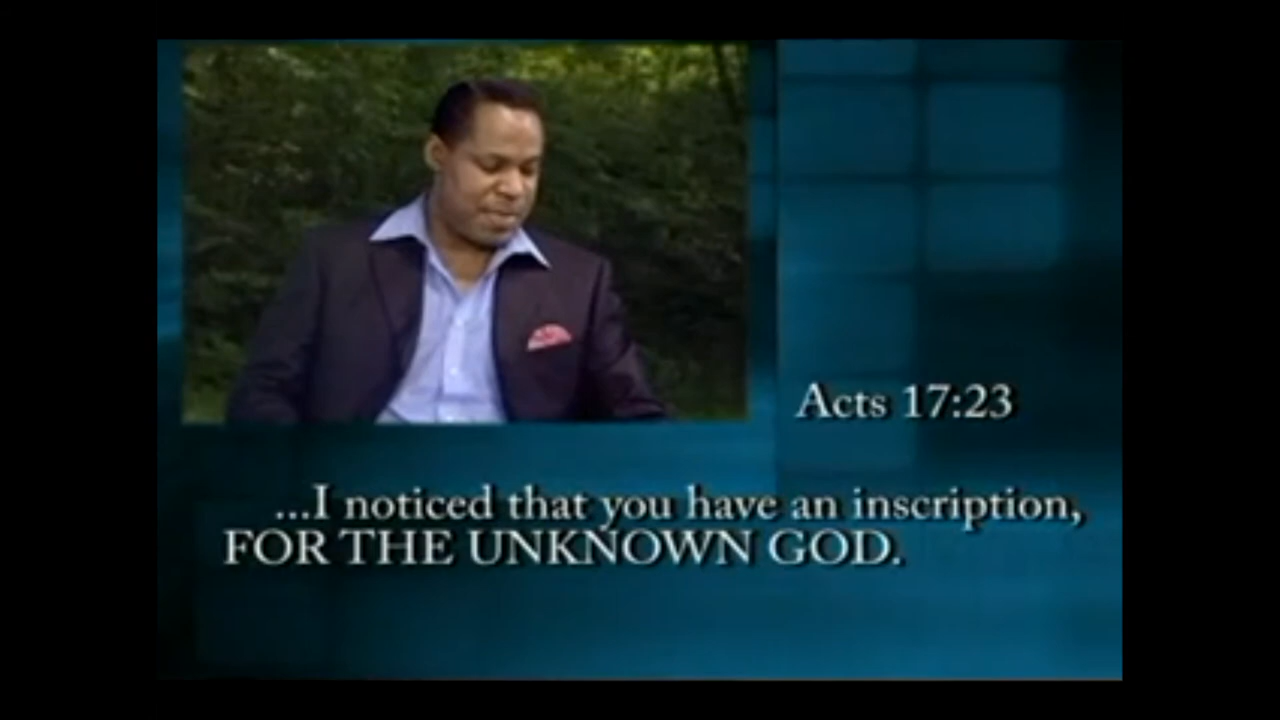 Acts 17:23
...I noticed that you have an inscription,
FOR THE UNKNOWN GOD.